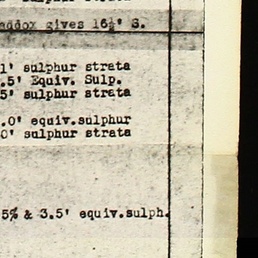 addox gives 16½' S.
1' sulphur strata
.5' Equiv. Sulp.
5' sulphur strata
.0' equiv.sulphur
0' sulphur strata
5% & 3.5' equiv.sulph.